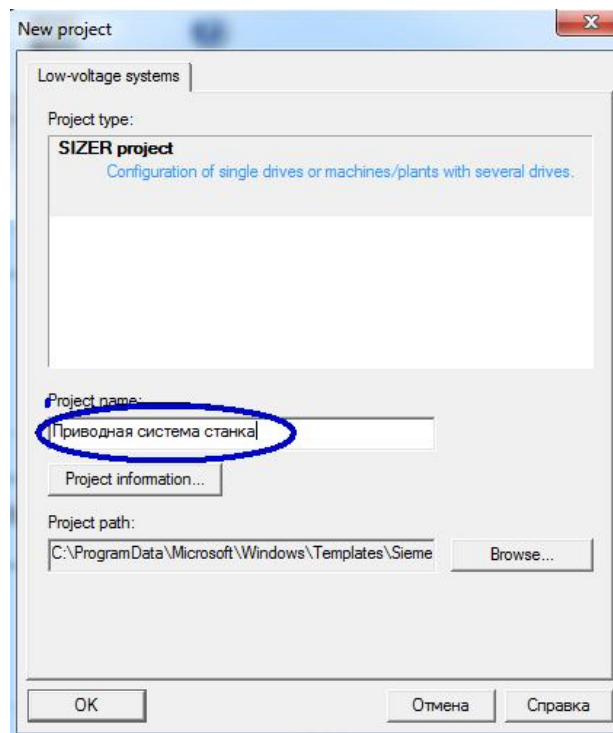 New project
Low-voltage systems
Project type:
SIZER project
Configuration of single drives or machines/plants with several drives.
Project name:
Приводная система станка
Project information...
Project path:
C:\ProgramData\Microsoft\Windows\Templates\Sieme
Browse...
OK
Отмена
Справка